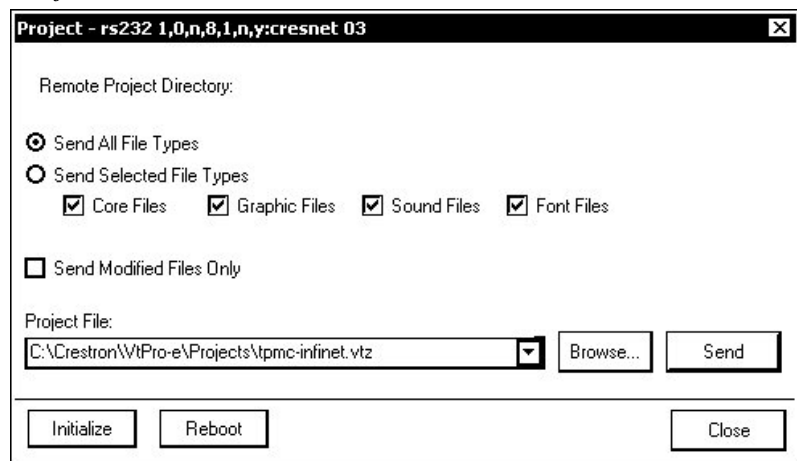 Project - rs232 1,0,n,8,1,n,y:cresnet 03
Remote Project Directory:
Send All File Types
Send Selected File Types
Core Files Graphic Files Sound Files Font Files
Send Modified Files Only
Project File:
C:\Crestron\VtPro-e\Projects\tpmc-infinet.vtz Browse... Send
Initialize Reboot Close